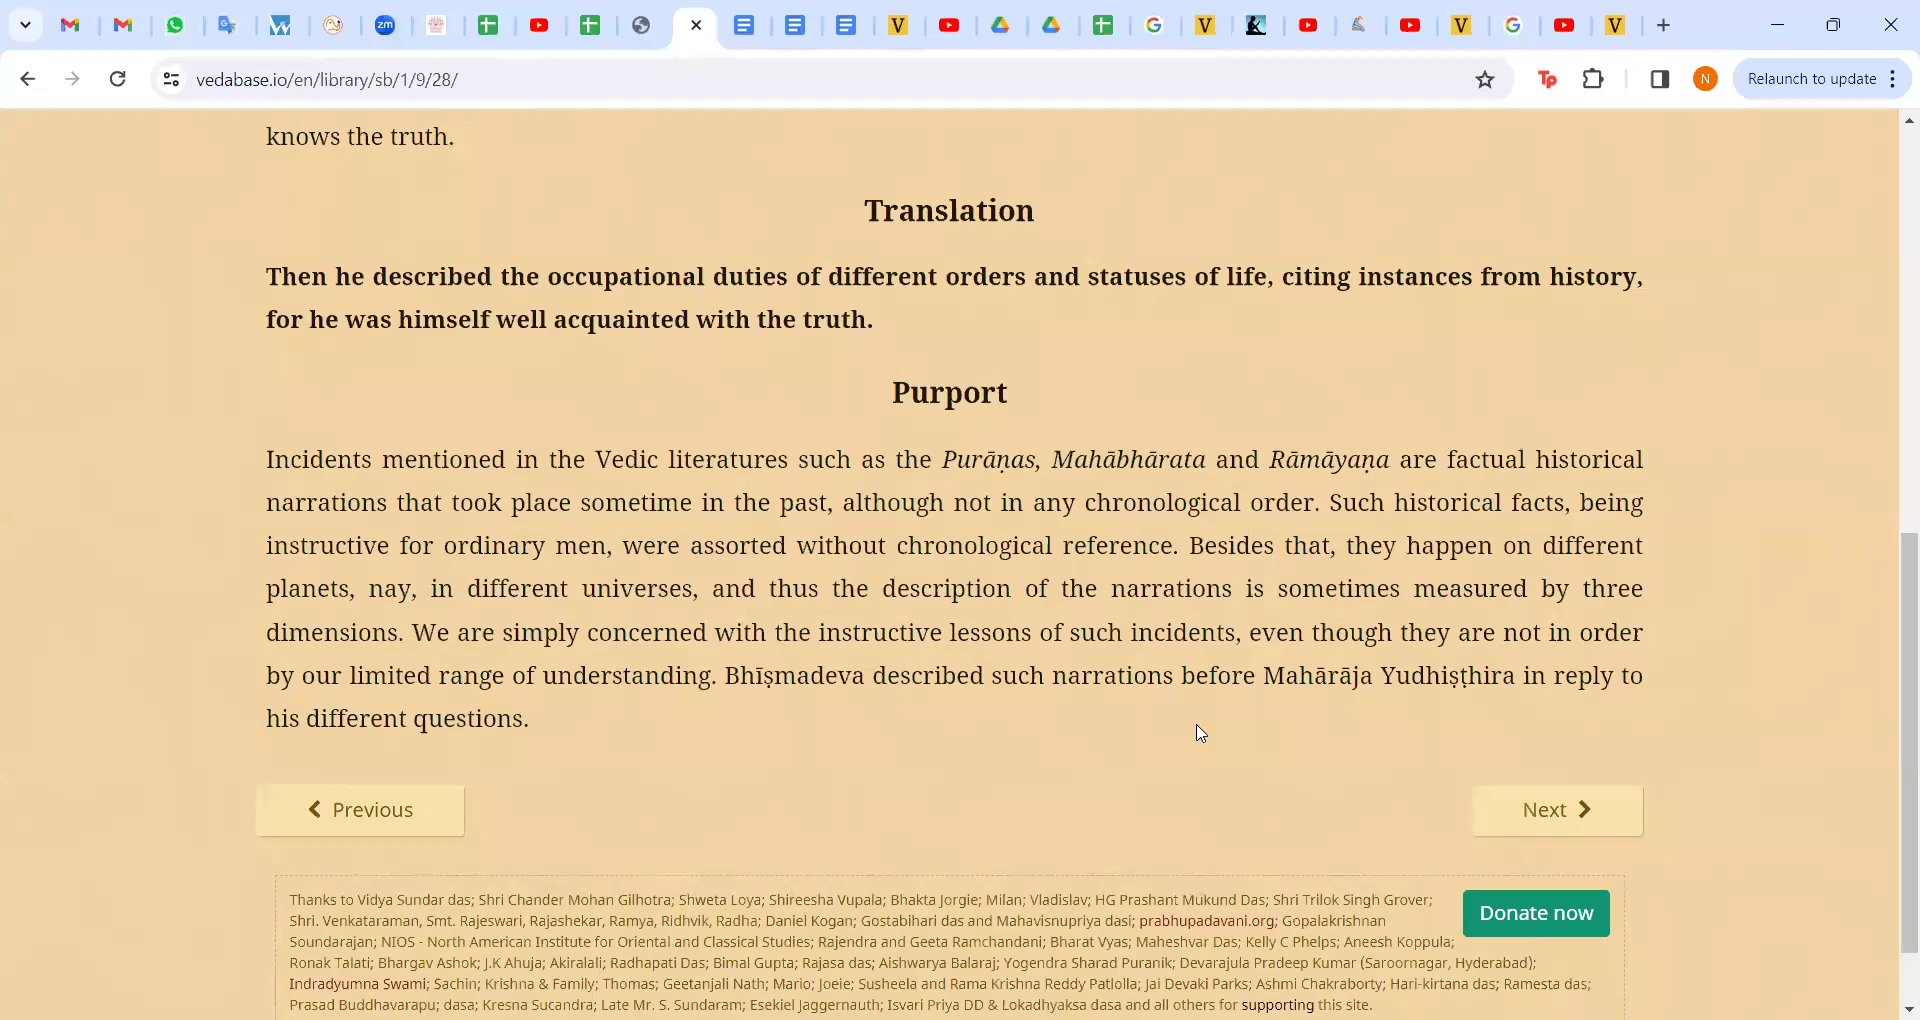 zm
V
V
V
V
vedabase.io/en/library/sb/1/9/28/
Tp
N
Relaunch to update
knows the truth.
Translation
Then he described the occupational duties of different orders and statuses of life, citing instances from history,
for he was himself well acquainted with the truth.
Purport
Incidents mentioned in the Vedic literatures such as the Purāṇas, Mahābhārata and Rāmāyaṇa are factual historical
narrations that took place sometime in the past, although not in any chronological order. Such historical facts, being
instructive for ordinary men, were assorted without chronological reference. Besides that, they happen on different
planets, nay, in different universes, and thus the description of the narrations is sometimes measured by three
dimensions. We are simply concerned with the instructive lessons of such incidents, even though they are not in order
by our limited range of understanding. Bhīṣmadeva described such narrations before Mahārāja Yudhiṣṭhira in reply to
his different questions.
Previous
Next
Thanks to Vidya Sundar das; Shri Chander Mohan Gilhotra; Shweta Loya; Shireesha Vupala; Bhakta Jorgie; Milan; Vladislav; HG Prashant Mukund Das; Shri Trilok Singh Grover;
Shri. Venkataraman, Smt. Rajeswari, Rajashekar, Ramya, Ridhvik, Radha; Daniel Kogan; Gostabihari das and Mahavisnupriya dasi; prabhupadavani.org; Gopalakrishnan
Soundarajan; NIOS - North American Institute for Oriental and Classical Studies; Rajendra and Geeta Ramchandani; Bharat Vyas; Maheshvar Das; Kelly C Phelps; Aneesh Koppula;
Ronak Talati; Bhargav Ashok; J.K Ahuja; Akiralali; Radhapati Das; Bimal Gupta; Rajasa das; Aishwarya Balaraj; Yogendra Sharad Puranik; Devarajula Pradeep Kumar (Saroornagar, Hyderabad);
Indradyumna Swami; Sachin; Krishna & Family; Thomas; Geetanjali Nath; Mario; Joeie; Susheela and Rama Krishna Reddy Patlolla; Jai Devaki Parks; Ashmi Chakraborty; Hari-kirtana das; Ramesta das;
Prasad Buddhavarapu; dasa; Kresna Sucandra; Late Mr. S. Sundaram; Esekiel Jaggernauth; Isvari Priya DD & Lokadhyaksa dasa and all others for supporting this site.
Donate now